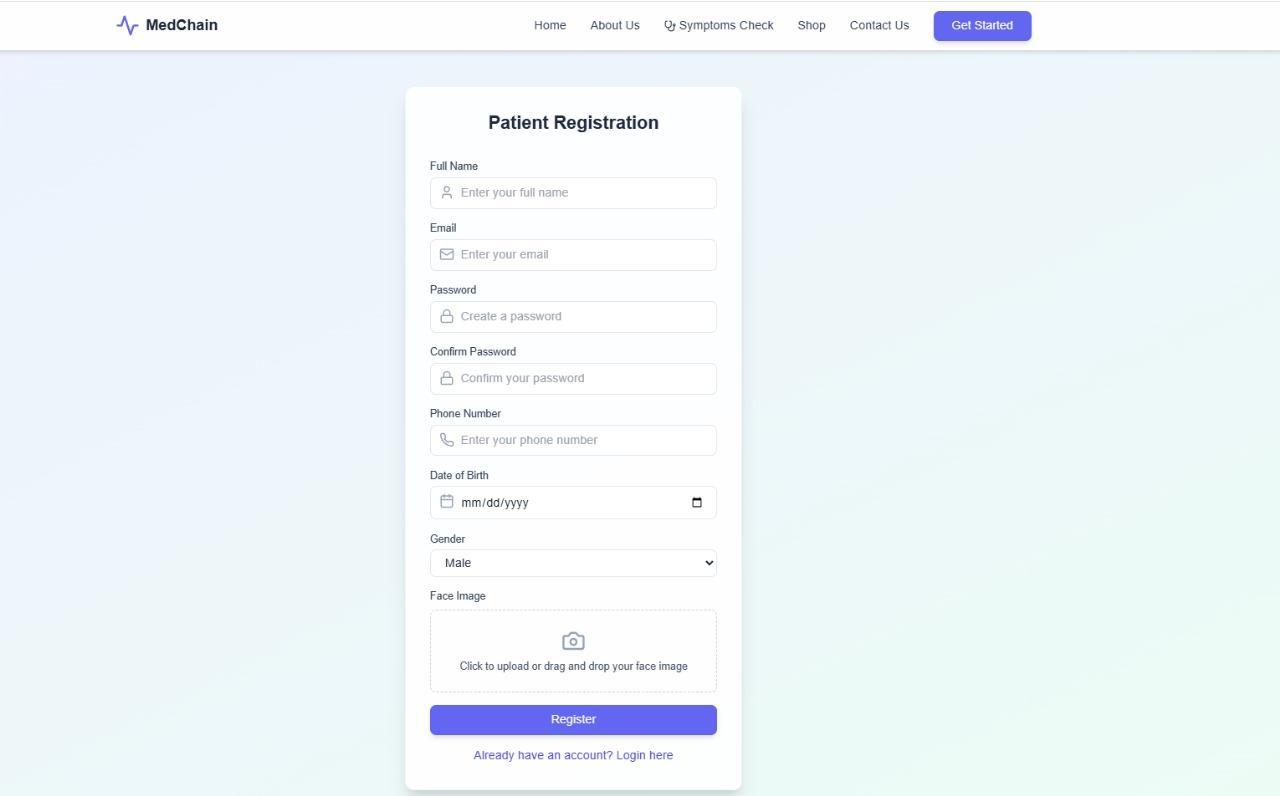 MedChain
Home About Us Symptoms Check Shop Contact Us Get Started
Patient Registration
Full Name
Enter your full name
Email
Enter your email
Password
Create a password
Confirm Password
Confirm your password
Phone Number
Enter your phone number
Date of Birth
mm/dd/yyyy
Gender
Male
Face Image
Click to upload or drag and drop your face image
Register
Already have an account? Login here